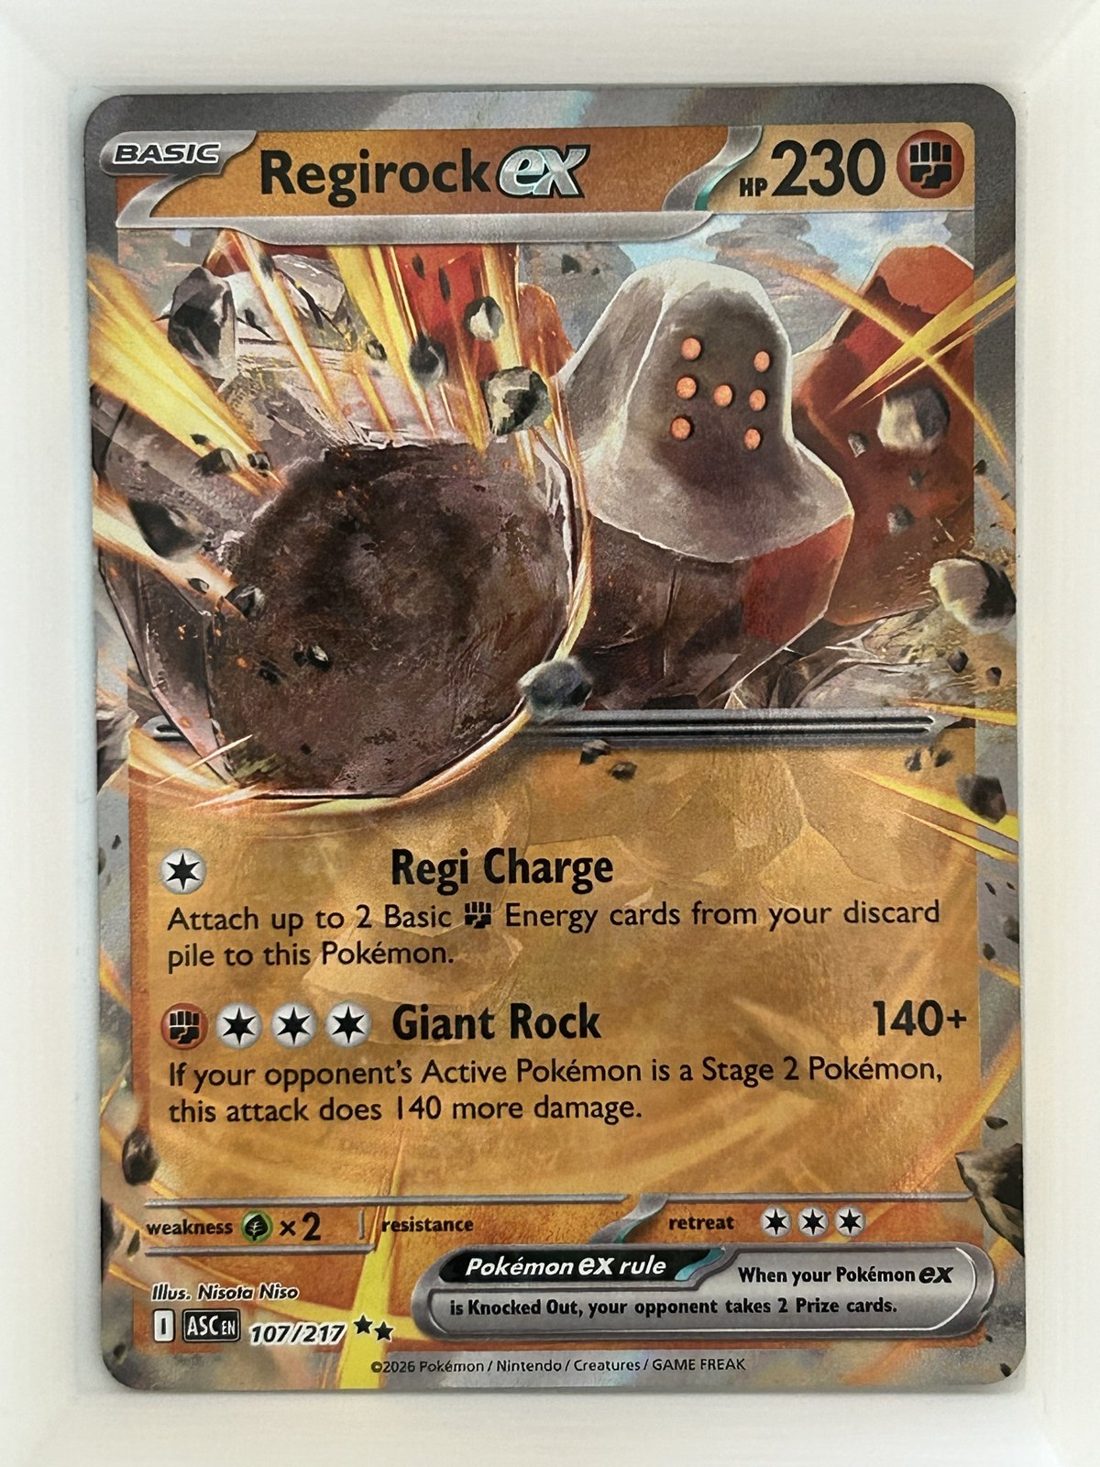 BASIC
Regirock ex
HP 230
Regi Charge
Attach up to 2 Basic Energy cards from your discard
pile to this Pokémon.
Giant Rock 140+
If your opponent's Active Pokémon is a Stage 2 Pokémon,
this attack does 140 more damage.
weakness ×2 resistance retreat
Pokémon ex rule
When your Pokémon ex
is Knocked Out, your opponent takes 2 Prize cards.
Illus. Nisota Niso
I ASC EN 107/217 ★★
©2026 Pokémon / Nintendo / Creatures / GAME FREAK